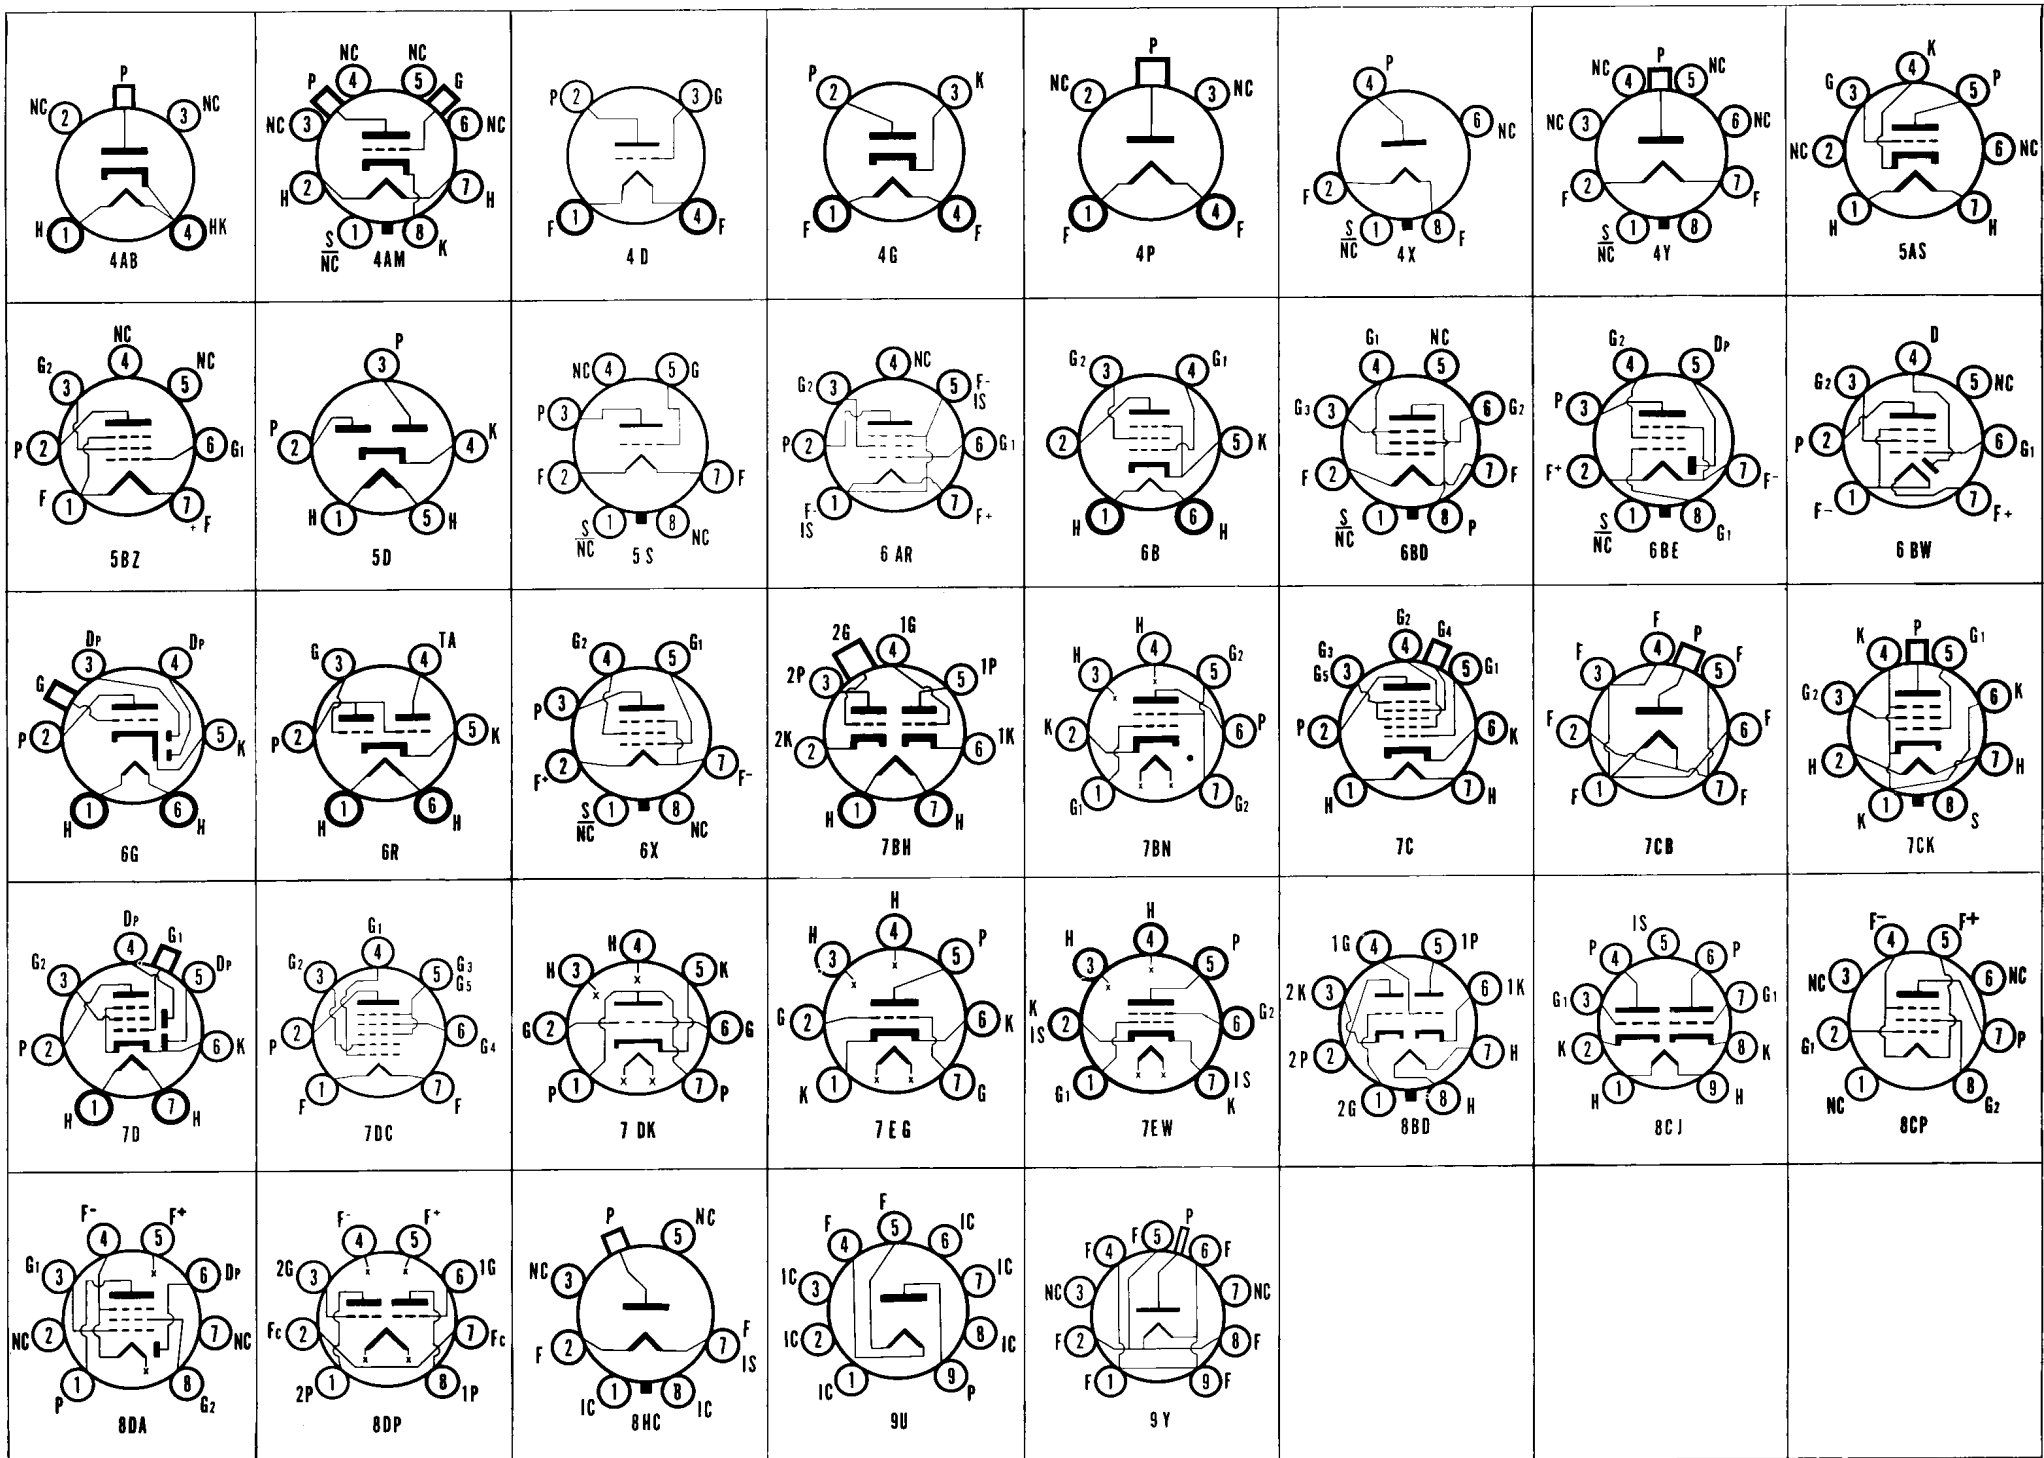 P
NC 2 3 NC
H 1 4 HK
4AB
NC NC
P 4 5 G
NC 3 6 NC
H 2 7 H
S/NC 1 8 K
4AM
P 2 3 G
F 1 4 F
4D
P 2 3 K
F 1 4 F
4G
P
NC 2 3 NC
F 1 4 F
4P
P
4
6 NC
F 2
S/NC 1 8 F
4X
NC 4 P 5 NC
NC 3 6 NC
F 2 7 F
S/NC 1 8
4Y
K
G 3 4 5 P
NC 2 6 NC
H 1 7 H
5AS
NC
G2 3 4 5 NC
P 2 6 G1
F 1 7 + F
5BZ
P
3
P 2 4 K
H 1 5 H
5D
NC 4 5 G
P 3
F 2 7 F
S/NC 1 8 NC
5S
4 NC
G2 3 5 F- IS
P 2 6 G1
F- IS 1 7 F+
6AR
G2 3 4 G1
2 5 K
H 1 6 H
6B
G1 4 5 NC
G3 3 6 G2
F 2 7 F
S/NC 1 8 P
6BD
G2 4 5 DP
P 3
F+ 2 7 F-
S/NC 1 8 G1
6BE
D
G2 3 4 5 NC
P 2 6 G1
F- 1 7 F+
6BW
DP 3 4 DP
G
P 2 5 K
H 1 6 H
6G
G 3 4 TA
P 2 5 K
H 1 6 H
6R
G2 4 5 G1
P 3
F+ 2 7 F-
S/NC 1 8 NC
6X
2G 1G
2P 3 4 5 1P
2K 2 6 1K
H 1 7 H
7BH
H
H 3 4 5 G2
K 2 6 P
G1 1 7 G2
7BN
G2 G4
G3 G5 3 4 5 G1
P 2 6 K
H 1 7 H
7C
F P
F 3 4 5 F
F 2 6 F
F 1 7 F
7CB
K 4 P 5 G1
G2 3 6 K
H 2 7 H
K 1 8 S
7CK
DP G1
G2 3 4 5 DP
P 2 6 K
H 1 7 H
7D
G1
G2 3 4 5 G3 G5
P 2 6 G4
F 1 7 F
7DC
H 4
H 3 5 K
G 2 6 G
P 1 7 P
7DK
H
H 3 4 5 P
G 2 6 K
K 1 7 G
7EG
H
H 3 4 5 P
K IS 2 6 G2
G1 1 7 IS K
7EW
1G 4 5 1P
2K 3 6 1K
2P 2 7 H
2G 1 8 H
8BD
IS
P 4 5 6 P
G1 3 7 G1
K 2 8 K
H 1 9 H
8CJ
F- F+
NC 3 4 5 6 NC
G1 2 7 P
NC 1 8 G2
8CP
F- F+
4 5
G1 3 6 DP
NC 2 7 NC
P 1 8 G2
8DA
F- F+
4 5
2G 3 6 1G
Fc 2 7 Fc
2P 1 8 1P
8DP
P 5 NC
NC 3
F 2 7 F IS
IC 1 8 IC
8HC
F F IC
4 5 6
IC 3 7 IC
IC 2 8 IC
IC 1 9 P
9U
F 4 F 5 P 6 F
NC 3 7 NC
F 2 8 F
F 1 9 F
9Y